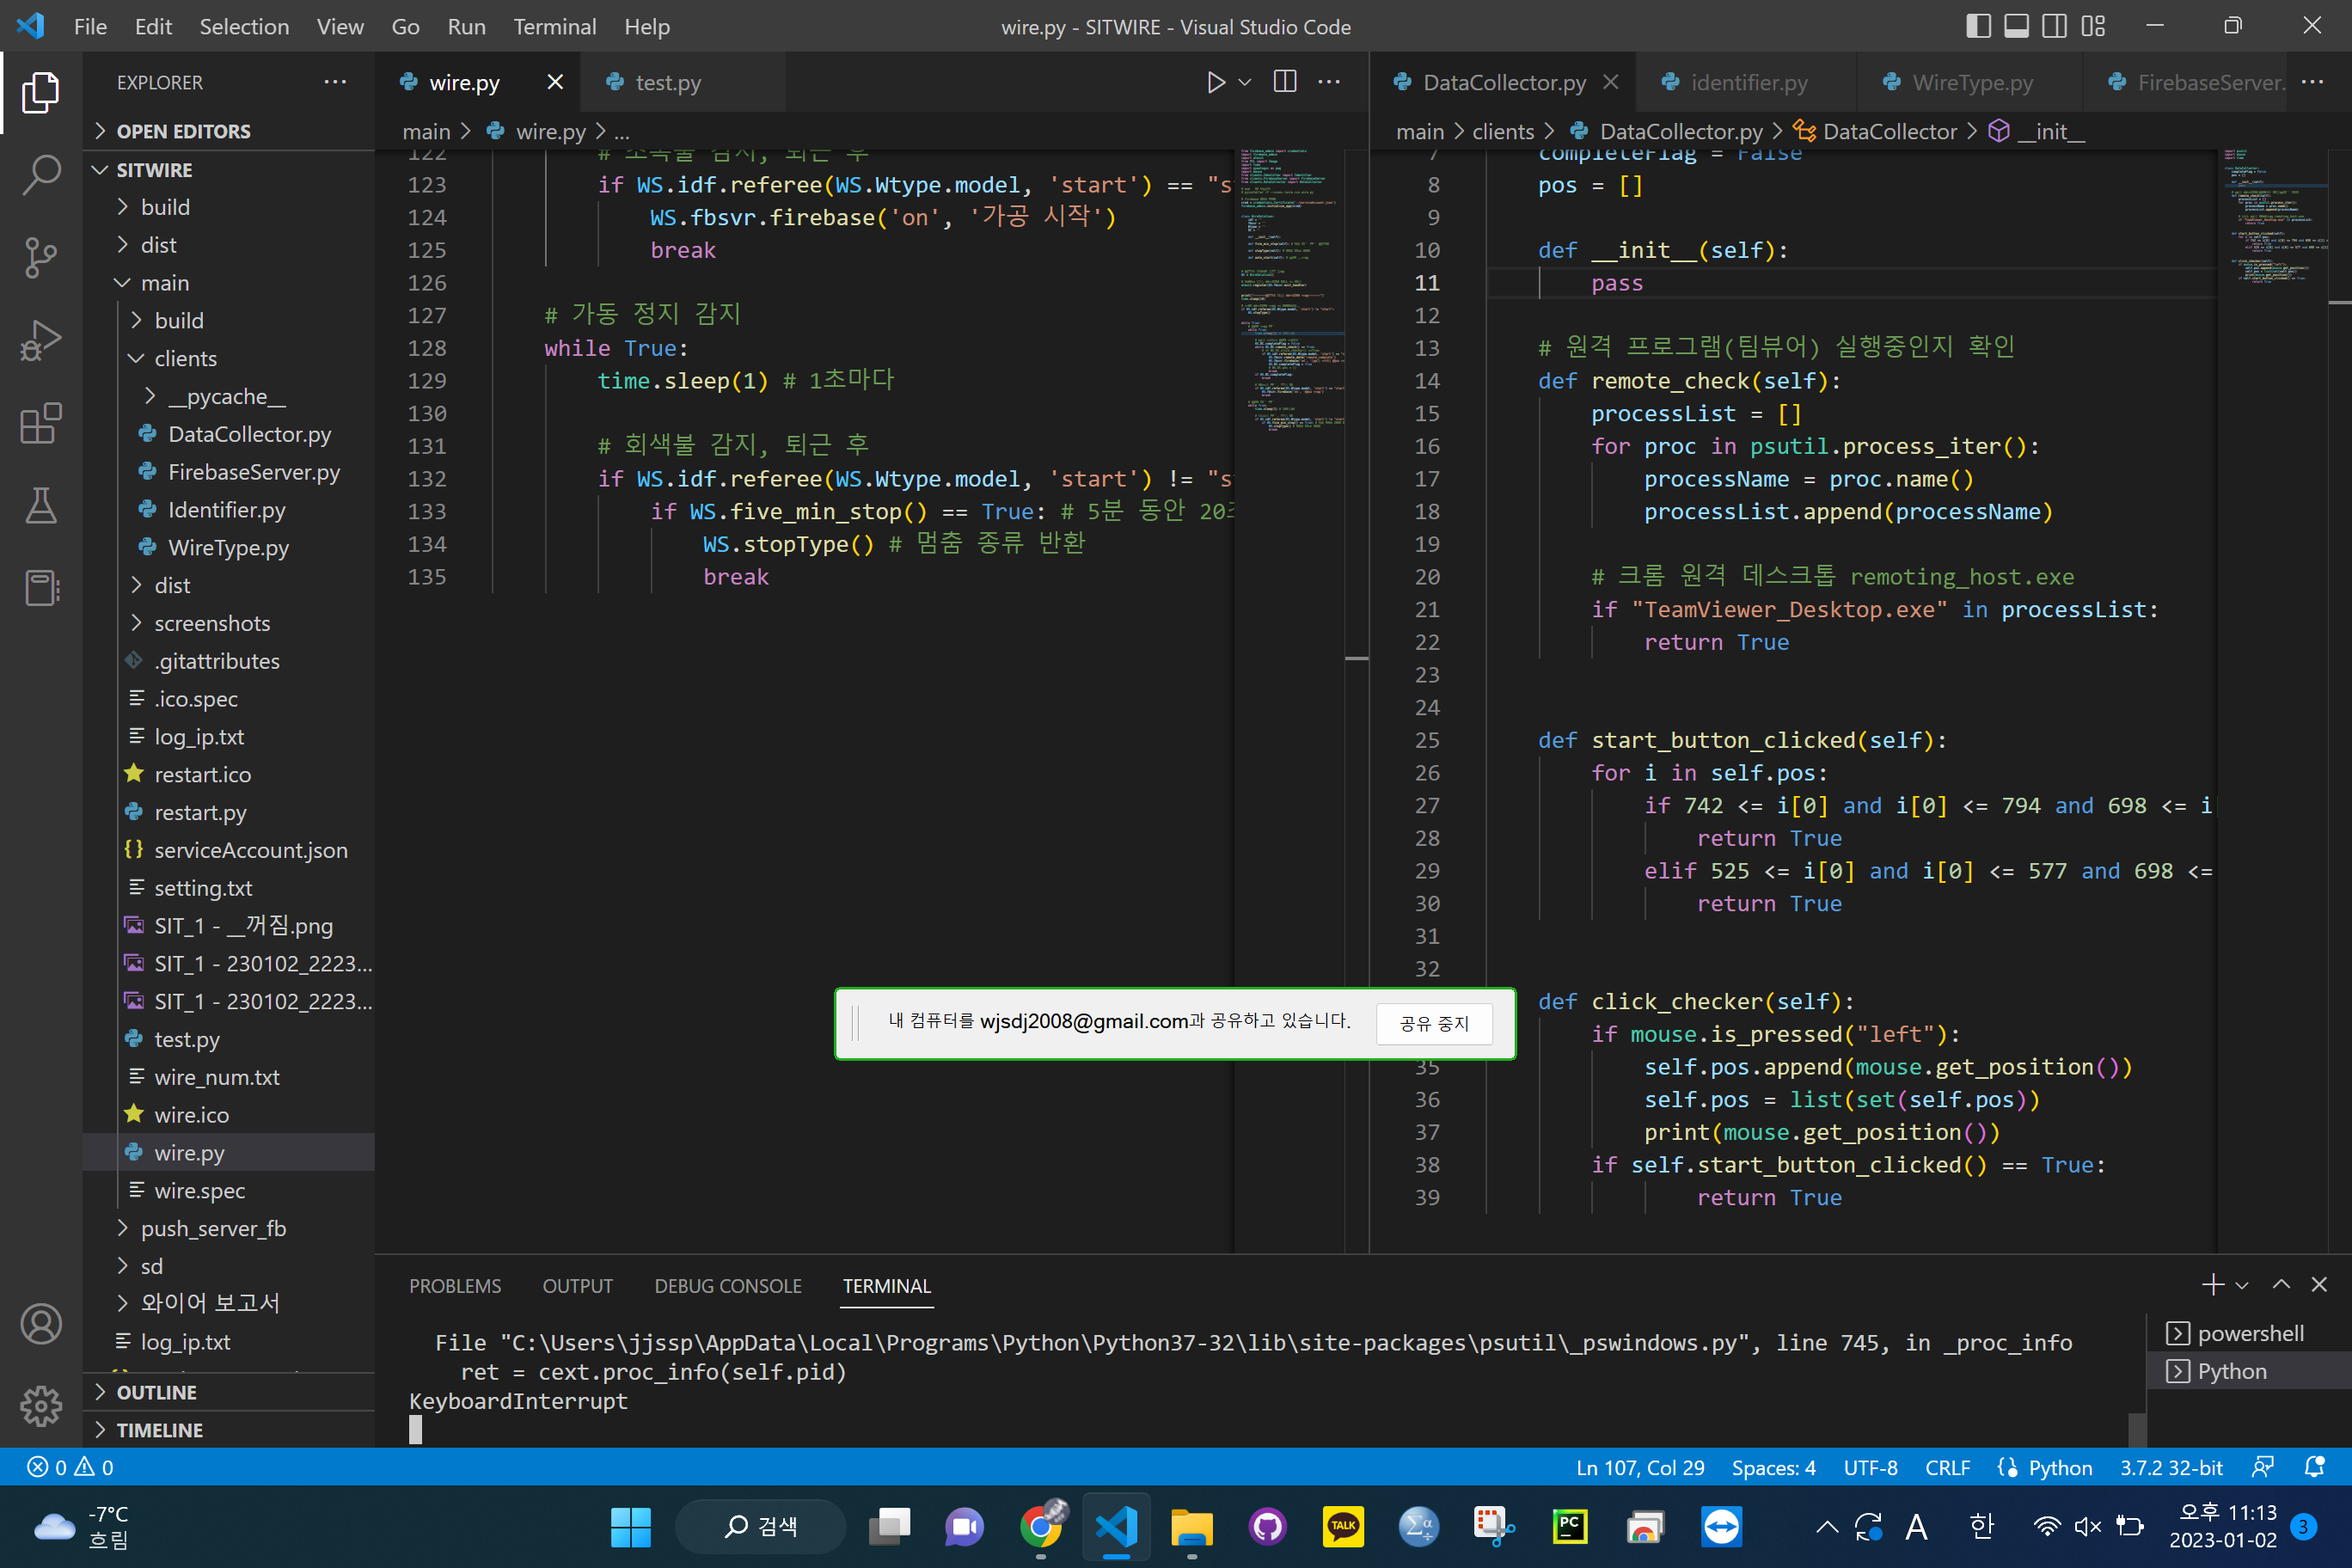 File Edit Selection View Go Run Terminal Help
wire.py - SITWIRE - Visual Studio Code
EXPLORER
OPEN EDITORS
SITWIRE
build
dist
main
build
clients
__pycache__
DataCollector.py
FirebaseServer.py
Identifier.py
WireType.py
dist
screenshots
.gitattributes
.ico.spec
log_ip.txt
restart.ico
restart.py
serviceAccount.json
setting.txt
SIT_1 - __꺼짐.png
SIT_1 - 230102_2223...
SIT_1 - 230102_2223...
test.py
wire_num.txt
wire.ico
wire.py
wire.spec
push_server_fb
sd
와이어 보고서
log_ip.txt
OUTLINE
TIMELINE
wire.py test.py
main > wire.py > ...
122 # 초록불 감지, 퇴근 후
123 if WS.idf.referee(WS.Wtype.model, 'start') == "s
124 WS.fbsvr.firebase('on', '가공 시작')
125 break
126
127 # 가동 정지 감지
128 while True:
129 time.sleep(1) # 1초마다
130
131 # 회색불 감지, 퇴근 후
132 if WS.idf.referee(WS.Wtype.model, 'start') != "s
133 if WS.five_min_stop() == True: # 5분 동안 20
134 WS.stopType() # 멈춤 종류 반환
135 break
DataCollector.py identifier.py WireType.py FirebaseServer.
main > clients > DataCollector.py > DataCollector > __init__
7 completeFlag = False
8 pos = []
9
10 def __init__(self):
11 pass
12
13 # 원격 프로그램(팀뷰어) 실행중인지 확인
14 def remote_check(self):
15 processList = []
16 for proc in psutil.process_iter():
17 processName = proc.name()
18 processList.append(processName)
19
20 # 크롬 원격 데스크톱 remoting_host.exe
21 if "TeamViewer_Desktop.exe" in processList:
22 return True
23
24
25 def start_button_clicked(self):
26 for i in self.pos:
27 if 742 <= i[0] and i[0] <= 794 and 698 <= i
28 return True
29 elif 525 <= i[0] and i[0] <= 577 and 698 <=
30 return True
31
32
def click_checker(self):
if mouse.is_pressed("left"):
35 self.pos.append(mouse.get_position())
36 self.pos = list(set(self.pos))
37 print(mouse.get_position())
38 if self.start_button_clicked() == True:
39 return True
내 컴퓨터를 wjsdj2008@gmail.com과 공유하고 있습니다. 공유 중지
PROBLEMS OUTPUT DEBUG CONSOLE TERMINAL
File "C:\Users\jjssp\AppData\Local\Programs\Python\Python37-32\lib\site-packages\psutil\_pswindows.py", line 745, in _proc_info
ret = cext.proc_info(self.pid)
KeyboardInterrupt
powershell
Python
0 0
Ln 107, Col 29 Spaces: 4 UTF-8 CRLF Python 3.7.2 32-bit
-7°C
흐림
검색
TALK
PC
A 한
오후 11:13
2023-01-02
3